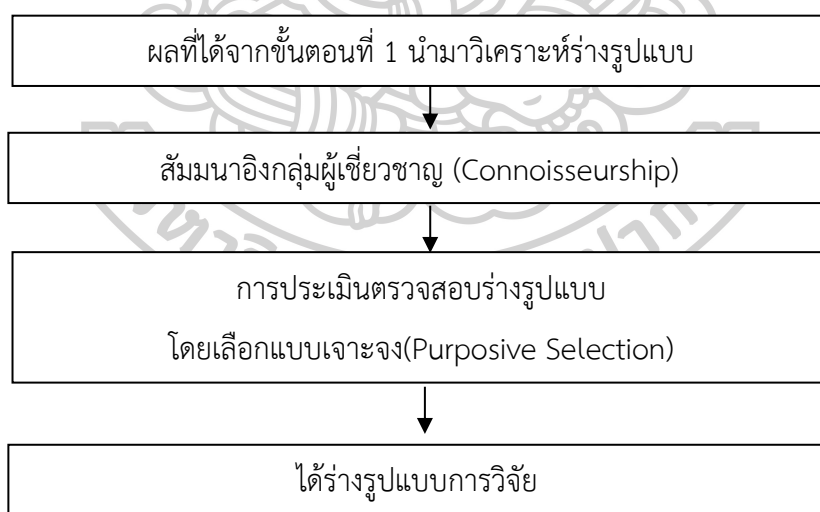 ผลที่ได้จากขั้นตอนที่ 1 นำมาวิเคราะห์ร่างรูปแบบ
สัมมนาอิงกลุ่มผู้เชี่ยวชาญ (Connoisseurship)
การประเมินตรวจสอบร่างรูปแบบ
โดยเลือกแบบเจาะจง(Purposive Selection)
ได้ร่างรูปแบบการวิจัย